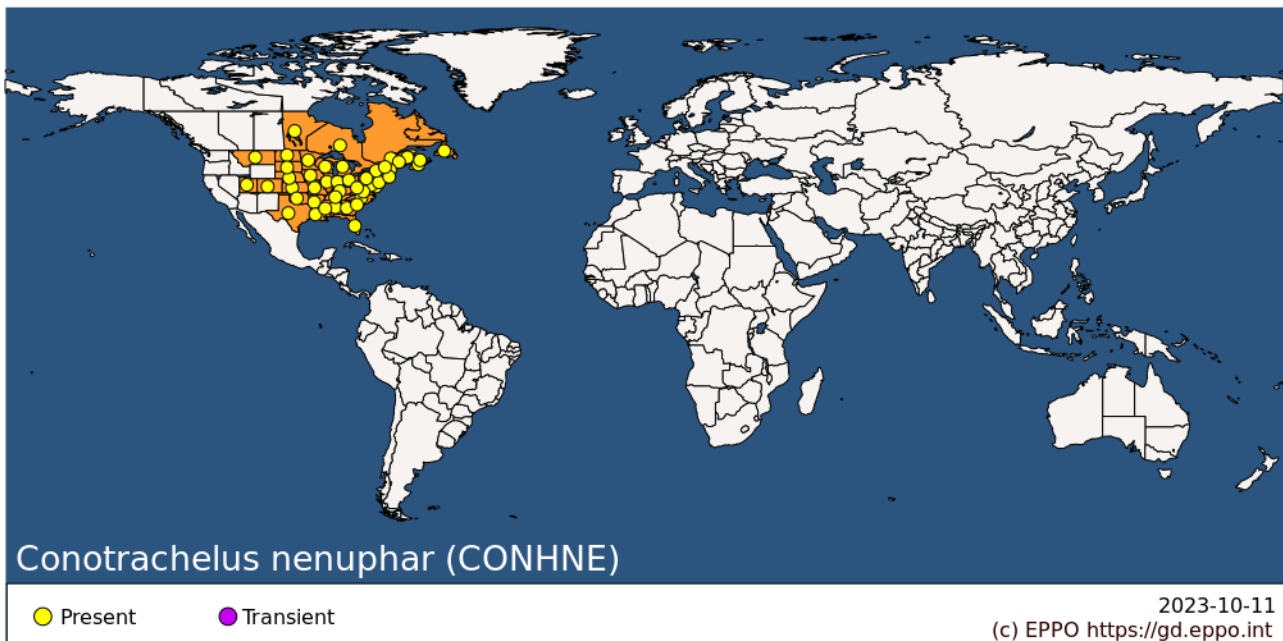 Conotrachelus nenuphar (CONHNE)
Present
Transient
2023-10-11
(c) EPPO https://gd.eppo.int